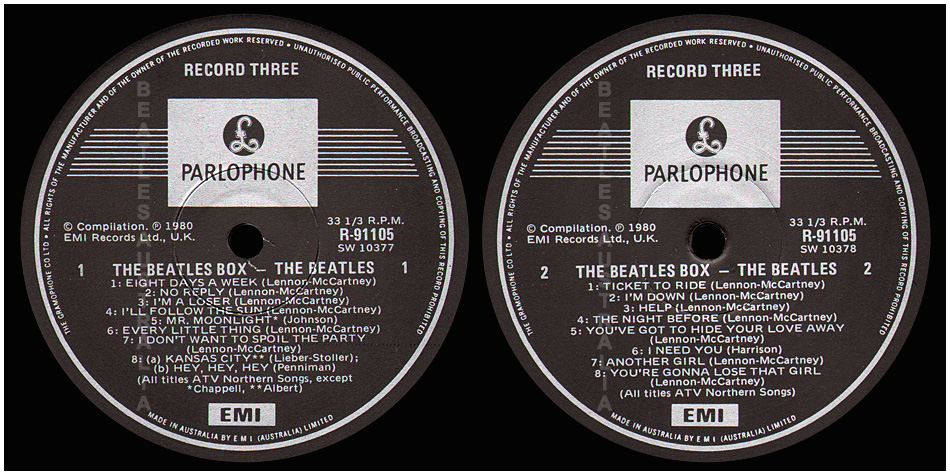 THE GRAMOPHONE CO LTD • ALL RIGHTS OF THE MANUFACTURER AND OF THE OWNER OF THE RECORDED WORK RESERVED • UNAUTHORISED PUBLIC PERFORMANCE BROADCASTING AND COPYING OF THIS RECORD PROHIBITED
RECORD THREE
£
PARLOPHONE
© Compilation. ℗ 1980
EMI Records Ltd., U.K.
33 1/3 R.P.M.
R-91105
SW 10377
1 THE BEATLES BOX – THE BEATLES 1
1: EIGHT DAYS A WEEK (Lennon-McCartney)
2: NO REPLY (Lennon-McCartney)
3: I'M A LOSER (Lennon-McCartney)
4: I'LL FOLLOW THE SUN (Lennon-McCartney)
5: MR. MOONLIGHT* (Johnson)
6: EVERY LITTLE THING (Lennon-McCartney)
7: I DON'T WANT TO SPOIL THE PARTY
(Lennon-McCartney)
8: (a) KANSAS CITY** (Lieber-Stoller);
(b) HEY, HEY, HEY (Penniman)
(All titles ATV Northern Songs, except
*Chappell, **Albert)
EMI
MADE IN AUSTRALIA BY E M I (AUSTRALIA) LIMITED
BEATLES AUSTRALIA
THE GRAMOPHONE CO LTD • ALL RIGHTS OF THE MANUFACTURER AND OF THE OWNER OF THE RECORDED WORK RESERVED • UNAUTHORISED PUBLIC PERFORMANCE BROADCASTING AND COPYING OF THIS RECORD PROHIBITED
RECORD THREE
£
PARLOPHONE
© Compilation. ℗ 1980
EMI Records Ltd., U.K.
33 1/3 R.P.M.
R-91105
SW 10378
2 THE BEATLES BOX – THE BEATLES 2
1: TICKET TO RIDE (Lennon-McCartney)
2: I'M DOWN (Lennon-McCartney)
3: HELP (Lennon-McCartney)
4: THE NIGHT BEFORE (Lennon-McCartney)
5: YOU'VE GOT TO HIDE YOUR LOVE AWAY
(Lennon-McCartney)
6: I NEED YOU (Harrison)
7: ANOTHER GIRL (Lennon-McCartney)
8: YOU'RE GONNA LOSE THAT GIRL
(Lennon-McCartney)
(All titles ATV Northern Songs)
EMI
MADE IN AUSTRALIA BY E M I (AUSTRALIA) LIMITED